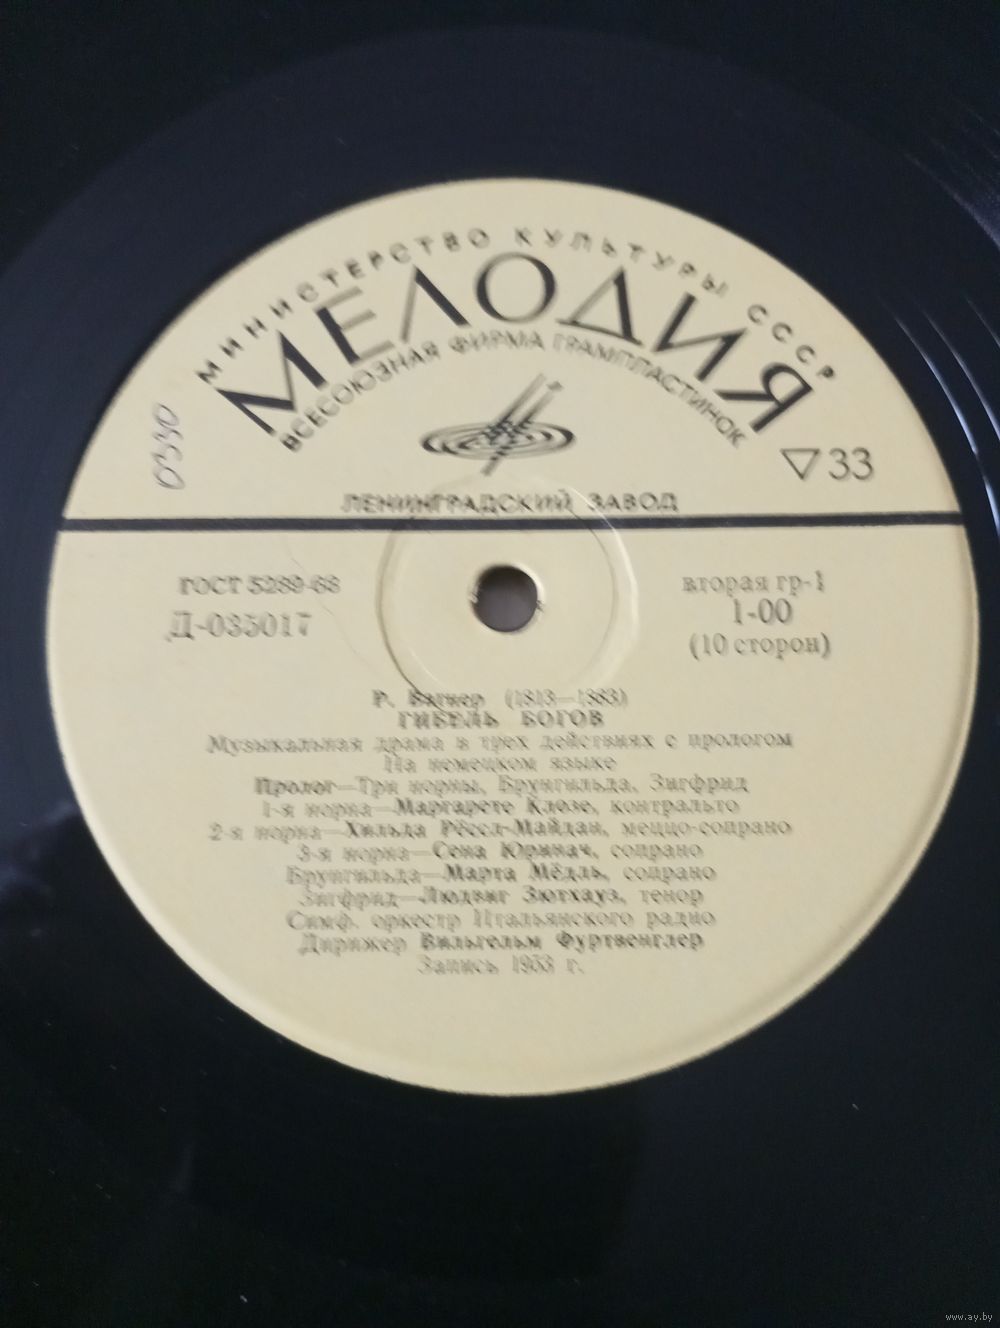 МИНИСТЕРСТВО КУЛЬТУРЫ СССР
МЕЛОДИЯ
ВСЕСОЮЗНАЯ ФИРМА ГРАМПЛАСТИНОК
▽33
ЛЕНИНГРАДСКИЙ ЗАВОД
ГОСТ 5289-68
Д-035017
вторая гр-1
1-00
(10 сторон)
Р. Вагнер (1813—1883)
ГИБЕЛЬ БОГОВ
Музыкальная драма в трех действиях с прологом
На немецком языке
Пролог—Три норны, Брунгильда, Зигфрид
1-я норна—Маргарете Клозе, контральто
2-я норна—Хильда Рёссл-Майдан, меццо-сопрано
3-я норна—Сена Юринач, сопрано
Брунгильда—Марта Мёдль, сопрано
Зигфрид—Людвиг Зютхауз, тенор
Симф. оркестр Итальянского радио
Дирижер Вильгельм Фуртвенглер
Запись 1953 г.
www.ay.by